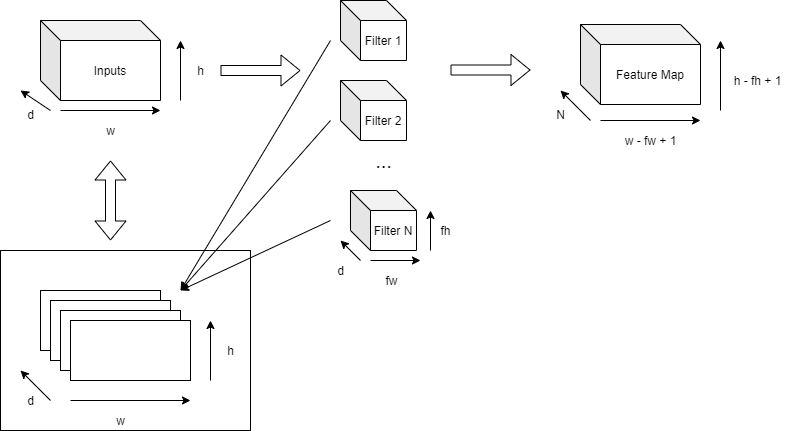 Inputs
h
d
w
Filter 1
Filter 2
...
Filter N
fh
d
fw
Feature Map
h - fh + 1
N
w - fw + 1
h
d
w